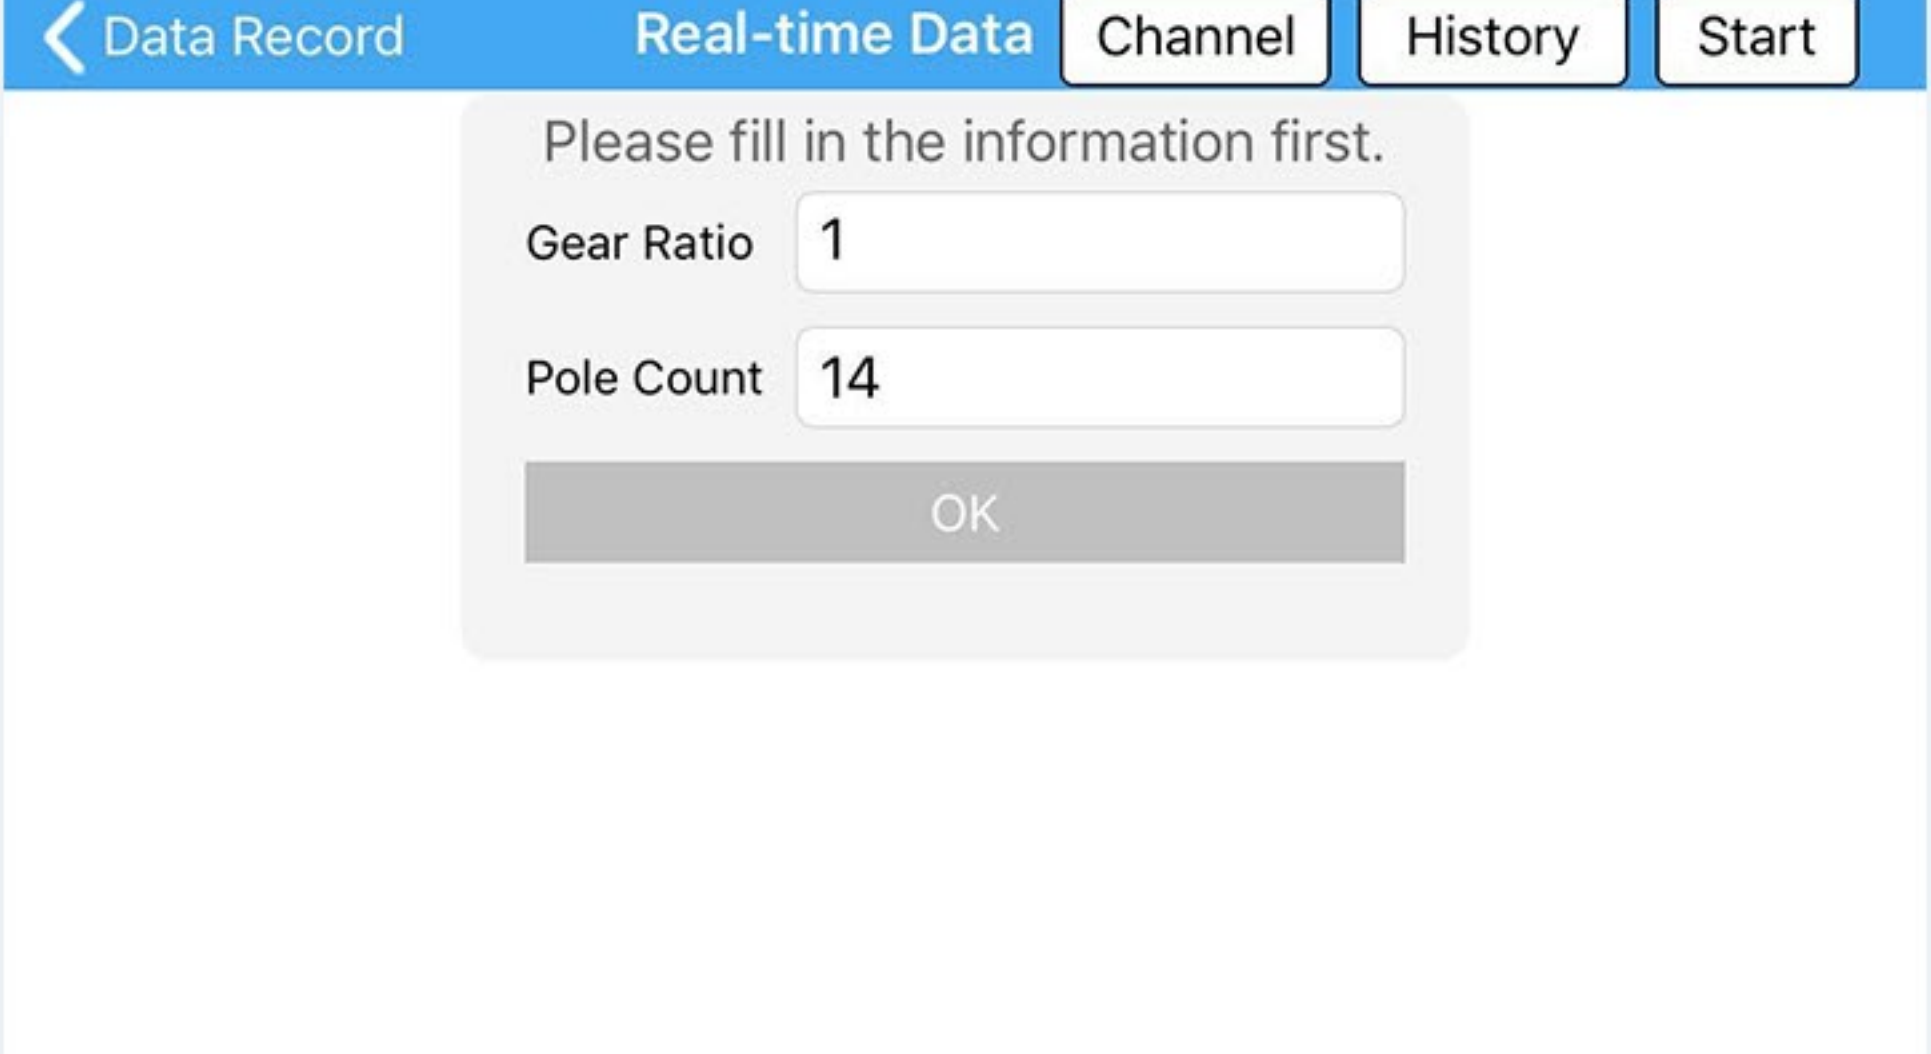 Data Record Real-time Data Channel History Start
Please fill in the information first.
Gear Ratio 1
Pole Count 14
OK